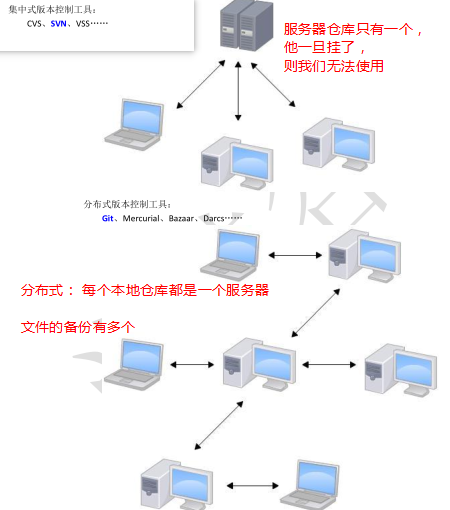 集中式版本控制工具：
CVS、SVN、VSS……
服务器仓库只有一个，
他一旦挂了，
则我们无法使用
分布式版本控制工具：
Git、Mercurial、Bazaar、Darcs……
分布式： 每个本地仓库都是一个服务器
文件的备份有多个